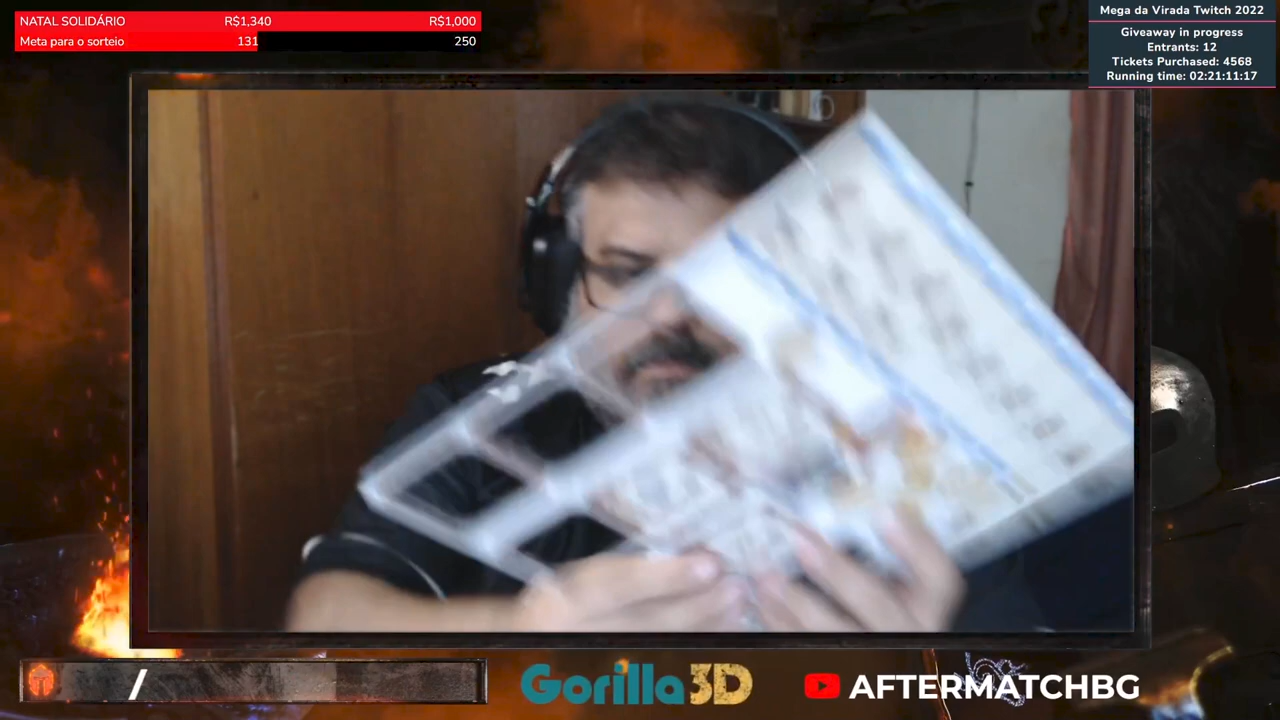 NATAL SOLIDÁRIO R$1,340 R$1,000
Meta para o sorteio 131 250
Mega da Virada Twitch 2022
Giveaway in progress
Entrants: 12
Tickets Purchased: 4568
Running time: 02:21:11:17
/
Gorilla3D
AFTERMATCHBG